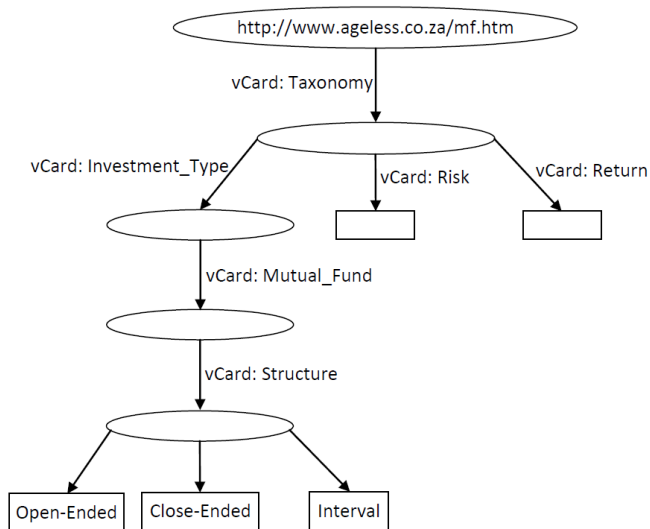 http://www.ageless.co.za/mf.htm
vCard: Taxonomy
vCard: Investment_Type
vCard: Risk
vCard: Return
vCard: Mutual_Fund
vCard: Structure
Open-Ended
Close-Ended
Interval